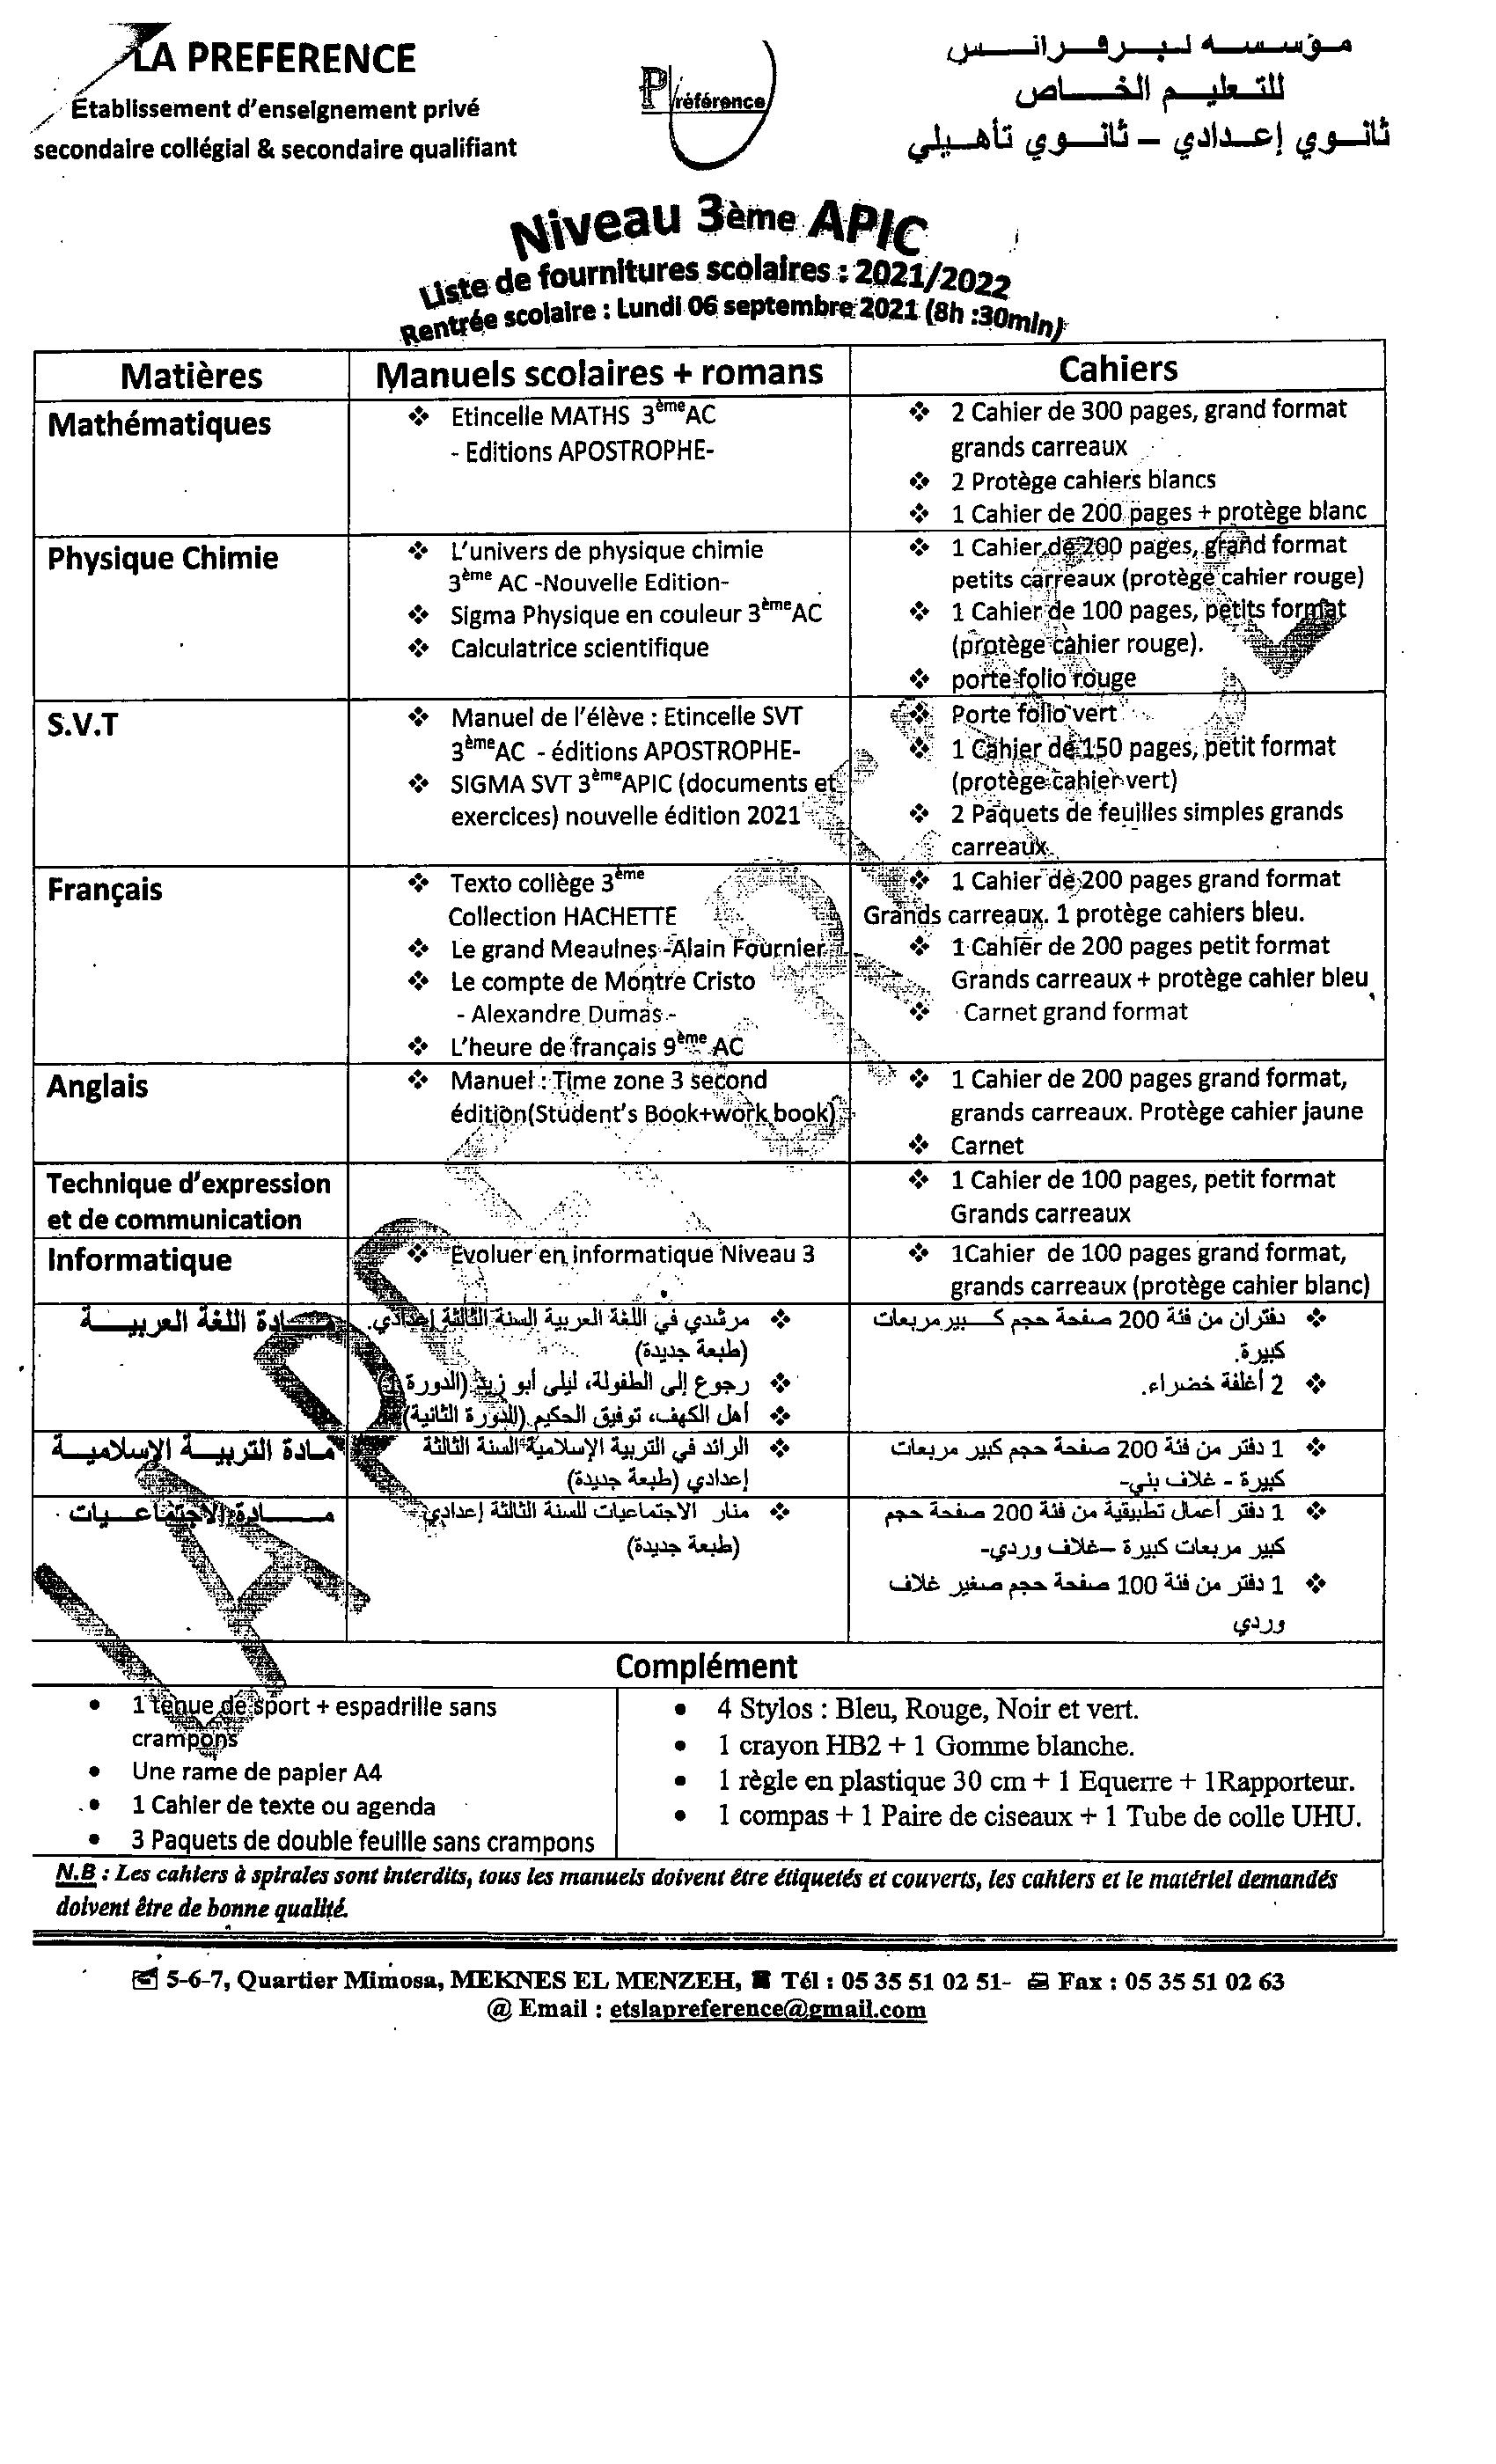 LA PREFERENCE
Etablissement d'enseignement privé
secondaire collégial & secondaire qualifiant
Préférence
مؤسسة لبرفرانس
للتعليم الخاص
ثانوي إعدادي – ثانوي تأهيلي
Niveau 3ème APIC
Liste de fournitures scolaires : 2021/2022
Rentrée scolaire : Lundi 06 septembre 2021 (8h :30min)
Matières
Manuels scolaires + romans
Cahiers
Mathématiques
❖ Etincelle MATHS 3ème AC
- Editions APOSTROPHE-
❖ 2 Cahier de 300 pages, grand format
grands carreaux
❖ 2 Protège cahiers blancs
❖ 1 Cahier de 200 pages + protège blanc
Physique Chimie
❖ L'univers de physique chimie
3ème AC -Nouvelle Edition-
❖ Sigma Physique en couleur 3ème AC
❖ Calculatrice scientifique
❖ 1 Cahier de 200 pages, grand format
petits carreaux (protège cahier rouge)
❖ 1 Cahier de 100 pages, petits format
(protège cahier rouge).
❖ porte folio rouge
S.V.T
❖ Manuel de l'élève : Etincelle SVT
3ème AC - éditions APOSTROPHE-
❖ SIGMA SVT 3ème APIC (documents et
exercices) nouvelle édition 2021
❖ Porte folio vert
❖ 1 Cahier de 150 pages, petit format
(protège cahier vert)
❖ 2 Paquets de feuilles simples grands
carreaux.
Français
❖ Texto collège 3ème
Collection HACHETTE
❖ Le grand Meaulnes -Alain Fournier
❖ Le compte de Montre Cristo
- Alexandre Dumas -
❖ L'heure de français 9ème AC
❖ 1 Cahier de 200 pages grand format
Grands carreaux. 1 protège cahiers bleu.
❖ 1 Cahier de 200 pages petit format
Grands carreaux + protège cahier bleu
❖ Carnet grand format
Anglais
❖ Manuel : Time zone 3 second
édition(Student's Book+work book)
❖ 1 Cahier de 200 pages grand format,
grands carreaux. Protège cahier jaune
❖ Carnet
Technique d'expression
et de communication
❖ 1 Cahier de 100 pages, petit format
Grands carreaux
Informatique
❖ Evoluer en informatique Niveau 3
❖ 1Cahier de 100 pages grand format,
grands carreaux (protège cahier blanc)
مادة اللغة العربية
❖ مرشدي في اللغة العربية السنة الثالثة إعدادي.
(طبعة جديدة)
❖ رجوع إلى الطفولة، ليلى أبو زيد (الدورة 1)
❖ أهل الكهف، توفيق الحكيم (الدورة الثانية)
❖ دفتران من فئة 200 صفحة حجم كبير مربعات
كبيرة.
❖ 2 أغلفة خضراء.
مادة التربية الإسلامية
❖ الرائد في التربية الإسلامية السنة الثالثة
إعدادي (طبعة جديدة)
❖ 1 دفتر من فئة 200 صفحة حجم كبير مربعات
كبيرة - غلاف بني-
مادة الاجتماعيات
❖ منار الاجتماعيات للسنة الثالثة إعدادي
(طبعة جديدة)
❖ 1 دفتر أعمال تطبيقية من فئة 200 صفحة حجم
كبير مربعات كبيرة –غلاف وردي-
❖ 1 دفتر من فئة 100 صفحة حجم صغير غلاف
وردي
Complément
• 1 tenue de sport + espadrille sans
crampons
• Une rame de papier A4
• 1 Cahier de texte ou agenda
• 3 Paquets de double feuille sans crampons
• 4 Stylos : Bleu, Rouge, Noir et vert.
• 1 crayon HB2 + 1 Gomme blanche.
• 1 règle en plastique 30 cm + 1 Equerre + 1Rapporteur.
• 1 compas + 1 Paire de ciseaux + 1 Tube de colle UHU.
N.B : Les cahiers à spirales sont interdits, tous les manuels doivent être étiquetés et couverts, les cahiers et le matériel demandés
doivent être de bonne qualité.
5-6-7, Quartier Mimosa, MEKNES EL MENZEH, Tél : 05 35 51 02 51- Fax : 05 35 51 02 63
@ Email : etslapreference@gmail.com
LA PREFERENCE